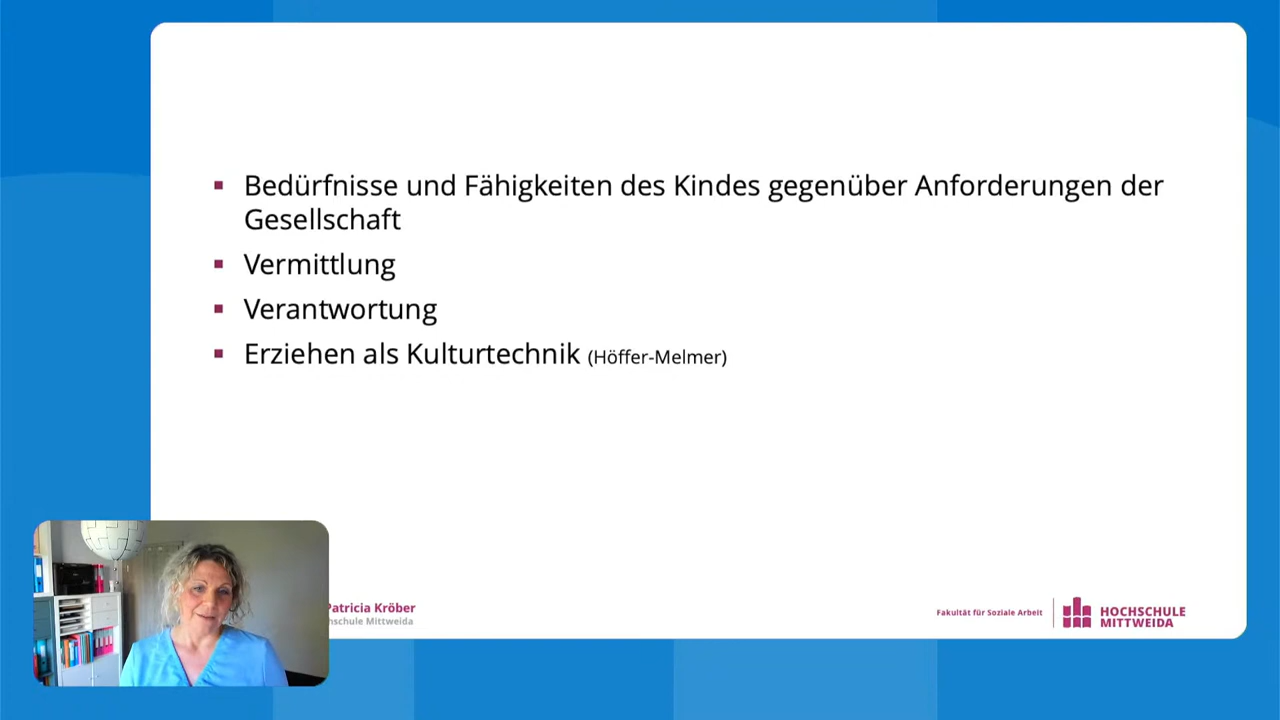 Bedürfnisse und Fähigkeiten des Kindes gegenüber Anforderungen der
Gesellschaft
Vermittlung
Verantwortung
Erziehen als Kulturtechnik (Höffer-Melmer)
Patricia Kröber
hschule Mittweida
Fakultät für Soziale Arbeit
HOCHSCHULE
MITTWEIDA